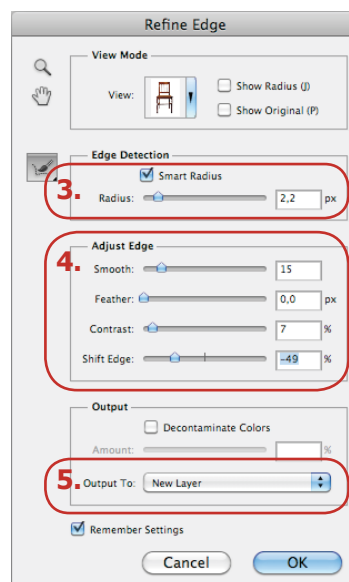 Refine Edge
View Mode
View:
Show Radius (J)
Show Original (P)
Edge Detection
3.
Smart Radius
Radius: 2,2 px
Adjust Edge
4.
Smooth: 15
Feather: 0,0 px
Contrast: 7 %
Shift Edge: -49 %
Output
Decontaminate Colors
Amount: %
5. Output To: New Layer
Remember Settings
Cancel OK